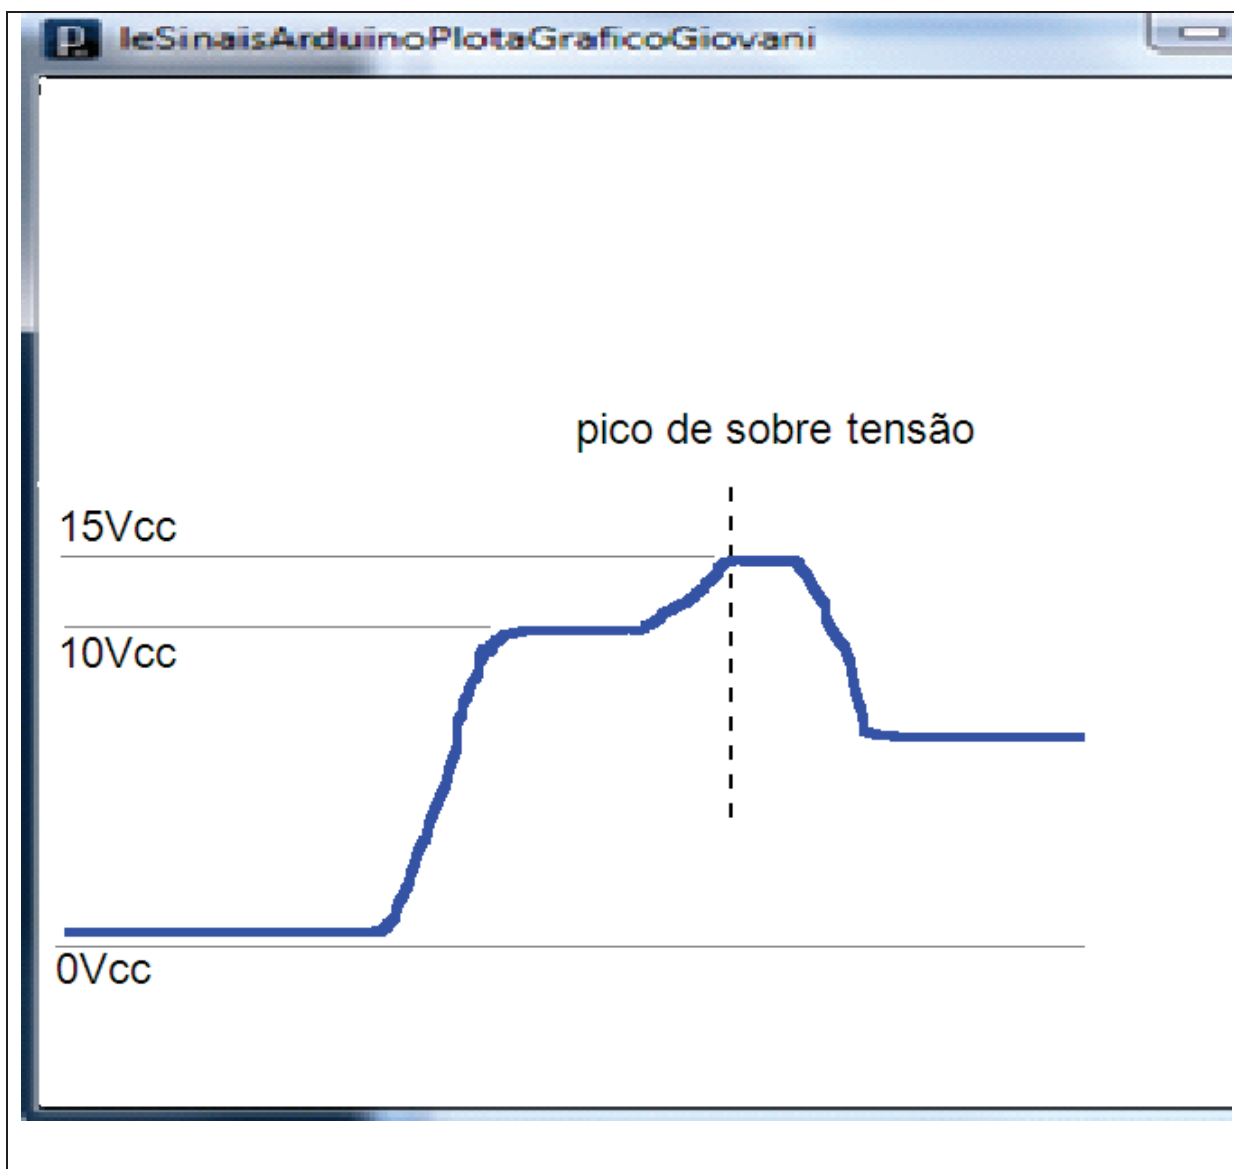 leSinaisArduinoPlotaGraficoGiovani
pico de sobre tensão
15Vcc
10Vcc
0Vcc